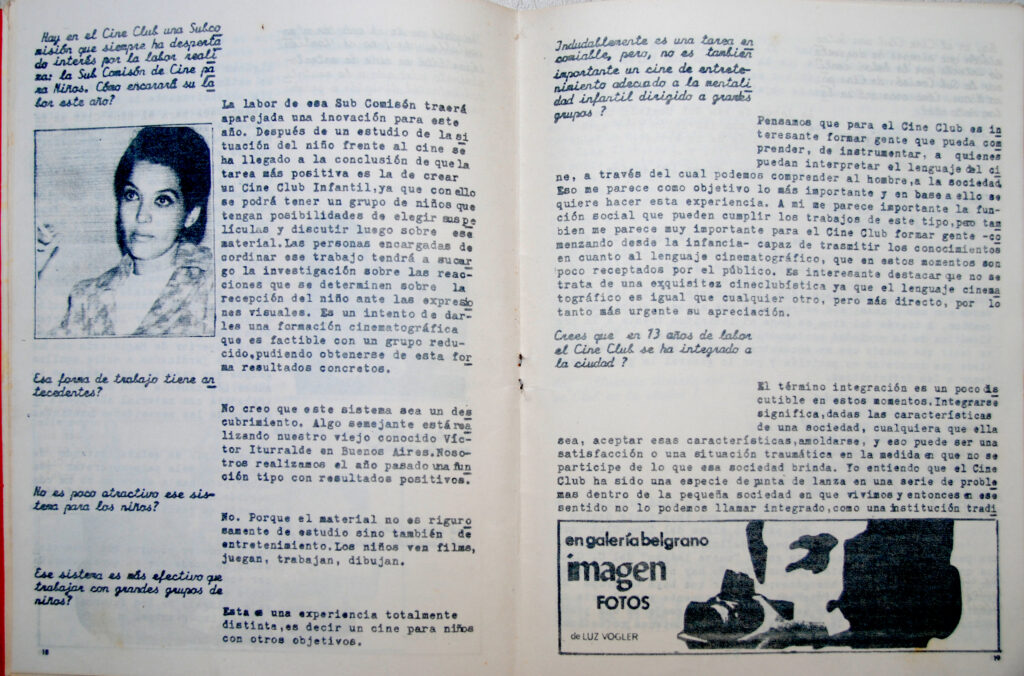 Hay en el Cine Club una Subco
misión que siempre ha desperta
do interés por la labor reali
za: la Sub Comisión de Cine pa
ra Niños. Cómo encarará su la
bor este año?
La labor de esa Sub Comisón traerá
aparejada una inovación para este
año. Después de un estudio de la si
tuación del niño frente al cine se
ha llegado a la conclusión de que la
tarea más positiva es la de crear
un Cine Club Infantil,ya que con ello
se podrá tener un grupo de niños que
tengan posibilidades de elegir sus pe
lículas y discutir luego sobre ese
material.Las personas encargadas de
cordinar ese trabajo tendrá a su car
go la investigación sobre las reac-
ciones que se determinen sobre la
recepción del niño ante las expresio
nes visuales. Es un intento de dar-
les una formación cinematográfica
que es factible con un grupo redu-
cido,pudiendo obtenerse de esta for
ma resultados concretos.
Esa forma de trabajo tiene an
tecedentes?
No creo que este sistema sea un des
cubrimiento. Algo semejante está rea
lizando nuestro viejo conocido Víc-
tor Iturralde en Buenos Aires.Noso-
tros realizamos el año pasado una fun
ción tipo con resultados positivos.
No es poco atractivo ese sis-
tema para los niños?
No. Porque el material no es riguro
samente de estudio sino también de
entretenimiento.Los niños ven films,
juegan, trabajan, dibujan.
Ese sistema es más efectivo que
trabajar con grandes grupos de
niños?
Esta es una experiencia totalmente
distinta,es decir un cine para niños
con otros objetivos.
18
Indudablemente es una tarea en
comiable, pero, no es también
importante un cine de entrete-
nimiento adecuado a la mentali
dad infantil dirigido a grandes
grupos ?
Pensamos que para el Cine Club es in
teresante formar gente que pueda com
prender, de instrumentar, a quienes
puedan interpretar el lenguaje del ci
ne, a través del cual podemos comprender al hombre,a la sociedad
Eso me parece como objetivo lo más importante y en base a ello se
quiere hacer esta experiencia. A mi me parece importante la fun-
ción social que pueden cumplir los trabajos de este tipo,pero tam
bien me parece muy importante para el Cine Club formar gente -co
menzando desde la infancia- capaz de trasmitir los conocimientos
en cuanto al lenguaje cinematográfico, que en estos momentos son
poco receptados por el público. Es interesante destacar que no se
trata de una exquisitez cineclubística ya que el lenguaje cinema
tográfico es igual que cualquier otro, pero más directo, por lo
tanto más urgente su apreciación.
Crees que en 13 años de labor
el Cine Club se ha integrado a
la ciudad ?
El término integración es un poco dis
cutible en estos momentos.Integrarse
significa,dadas las características
de una sociedad, cualquiera que ella
sea, aceptar esas características,amoldarse, y eso puede ser una
satisfacción o una situación traumática en la medida en que no se
participe de lo que esa sociedad brinda. Yo entiendo que el Cine
Club ha sido una especie de punta de lanza en una serie de proble
mas dentro de la pequeña sociedad en que vivimos y entonces en ese
sentido no lo podemos llamar integrado,como una institución tradi
en galería belgrano
imagen
FOTOS
de LUZ VOGLER
19